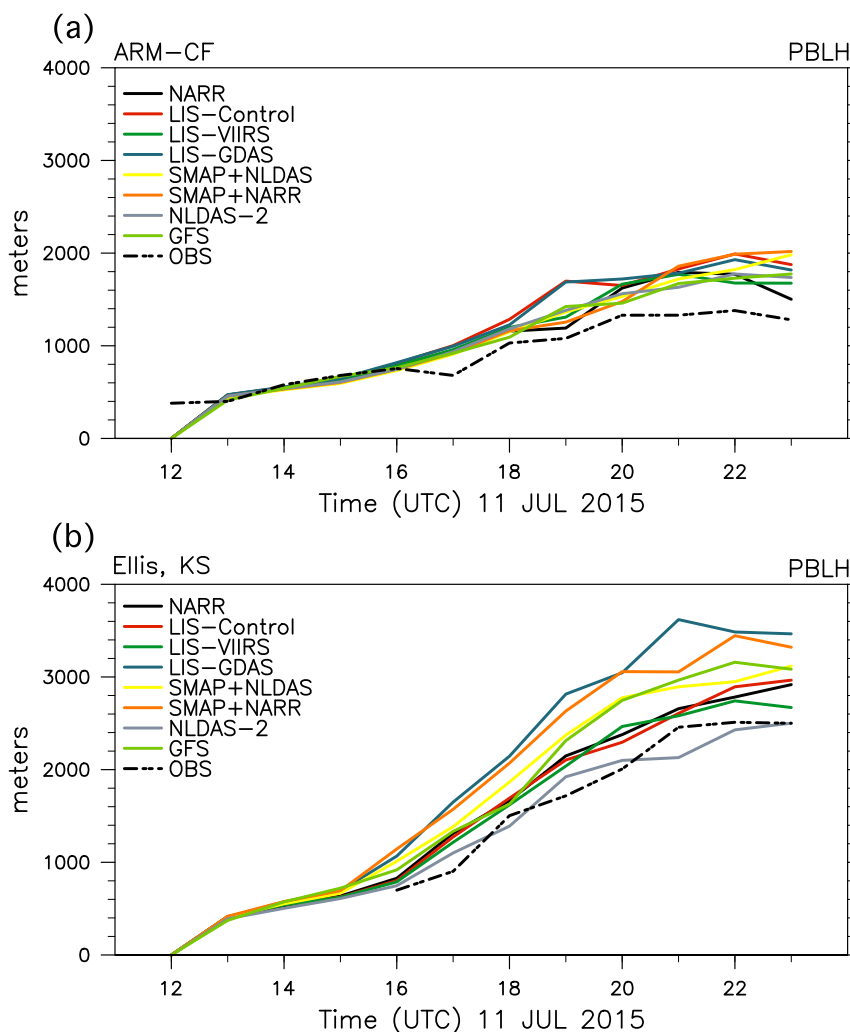 (a)
ARM−CF PBLH
4000
3000
2000
1000
0
meters
NARR
LIS−Control
LIS−VIIRS
LIS−GDAS
SMAP+NLDAS
SMAP+NARR
NLDAS−2
GFS
OBS
12 14 16 18 20 22
Time (UTC) 11 JUL 2015
(b)
Ellis, KS PBLH
4000
3000
2000
1000
0
meters
NARR
LIS−Control
LIS−VIIRS
LIS−GDAS
SMAP+NLDAS
SMAP+NARR
NLDAS−2
GFS
OBS
12 14 16 18 20 22
Time (UTC) 11 JUL 2015